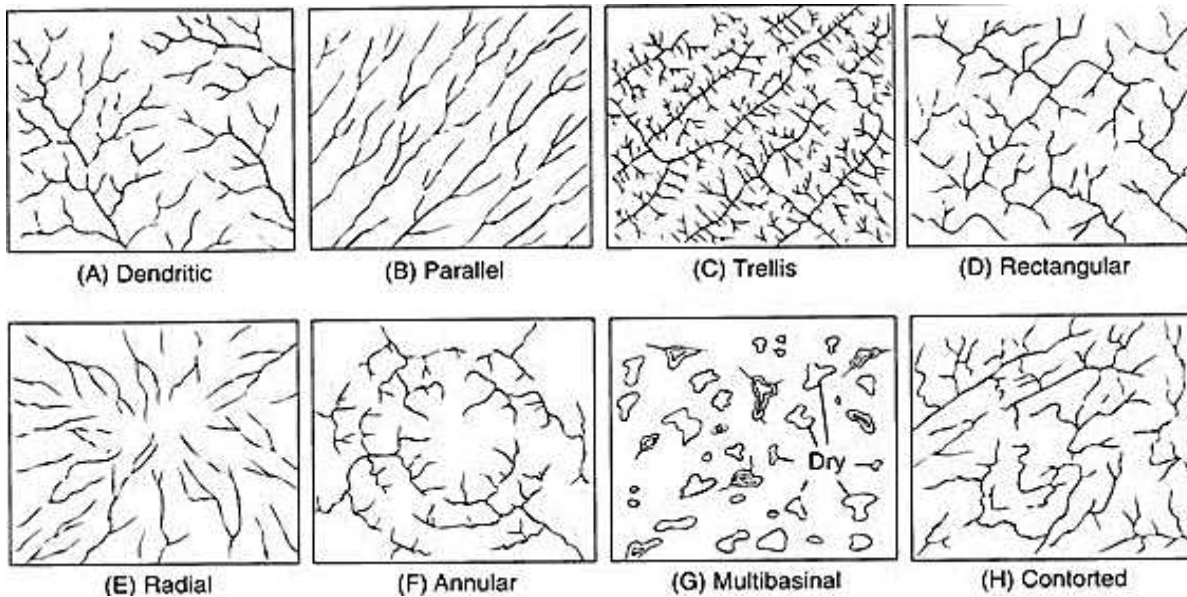 (A) Dendritic
(B) Parallel
(C) Trellis
(D) Rectangular
Dry
(E) Radial
(F) Annular
(G) Multibasinal
(H) Contorted